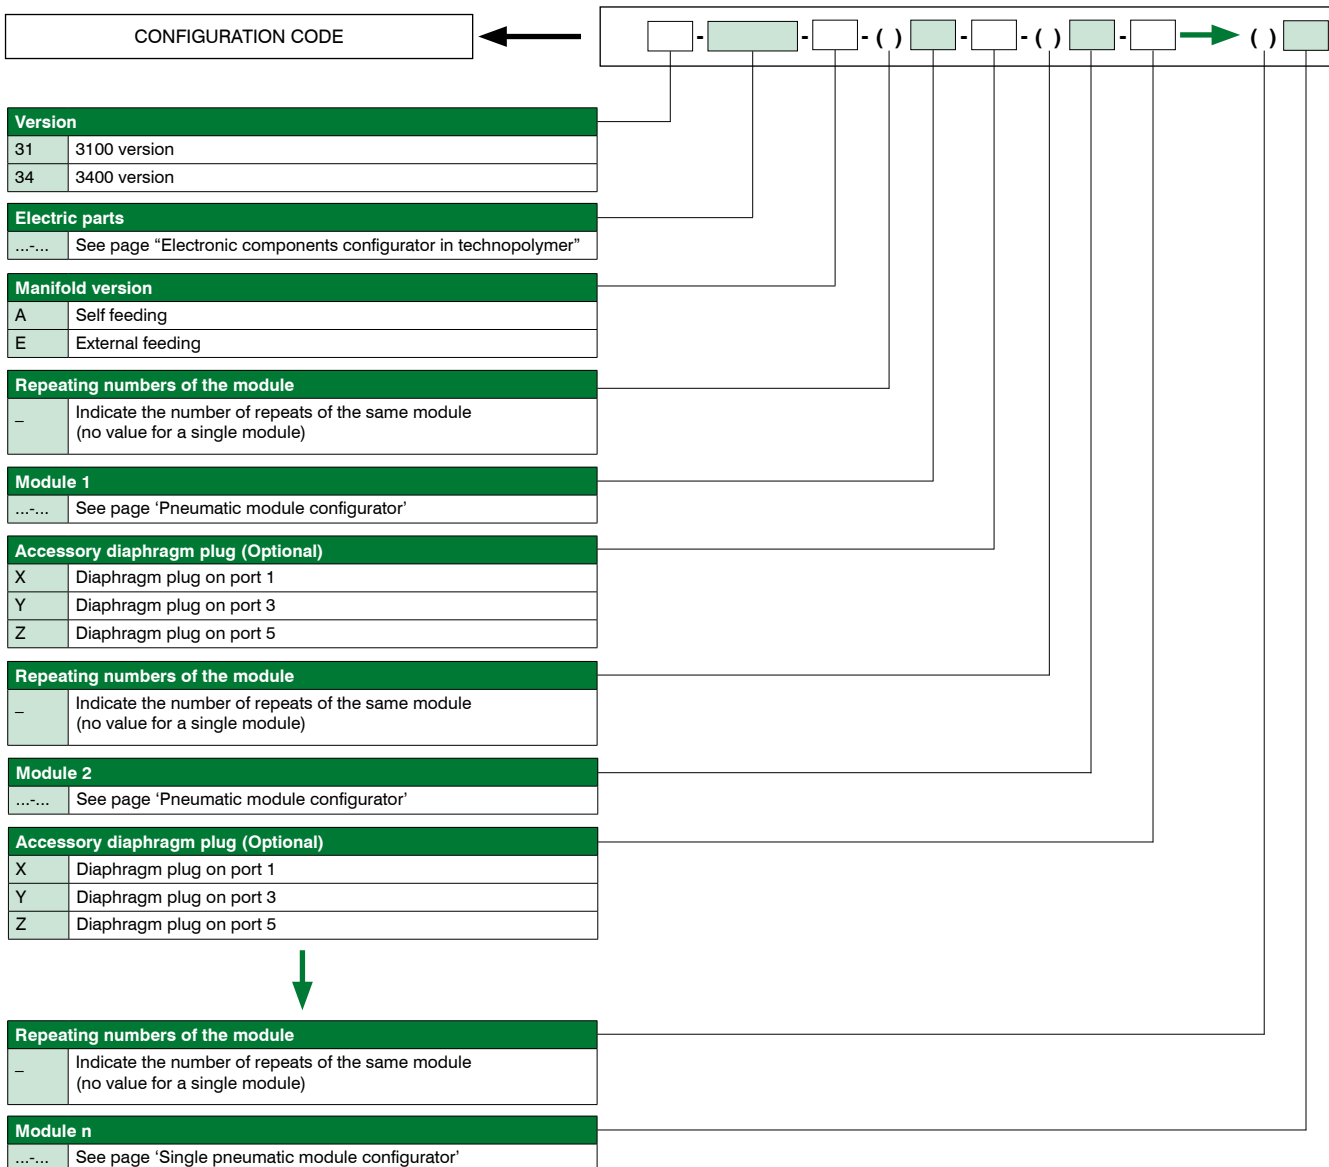 CONFIGURATION CODE
- - - ( ) - - ( ) - ( )
Version
31 3100 version
34 3400 version
Electric parts
...-... See page “Electronic components configurator in technopolymer”
Manifold version
A Self feeding
E External feeding
Repeating numbers of the module
– Indicate the number of repeats of the same module
(no value for a single module)
Module 1
...-... See page ‘Pneumatic module configurator’
Accessory diaphragm plug (Optional)
X Diaphragm plug on port 1
Y Diaphragm plug on port 3
Z Diaphragm plug on port 5
Repeating numbers of the module
– Indicate the number of repeats of the same module
(no value for a single module)
Module 2
...-... See page ‘Pneumatic module configurator’
Accessory diaphragm plug (Optional)
X Diaphragm plug on port 1
Y Diaphragm plug on port 3
Z Diaphragm plug on port 5
Repeating numbers of the module
– Indicate the number of repeats of the same module
(no value for a single module)
Module n
...-... See page ‘Single pneumatic module configurator’